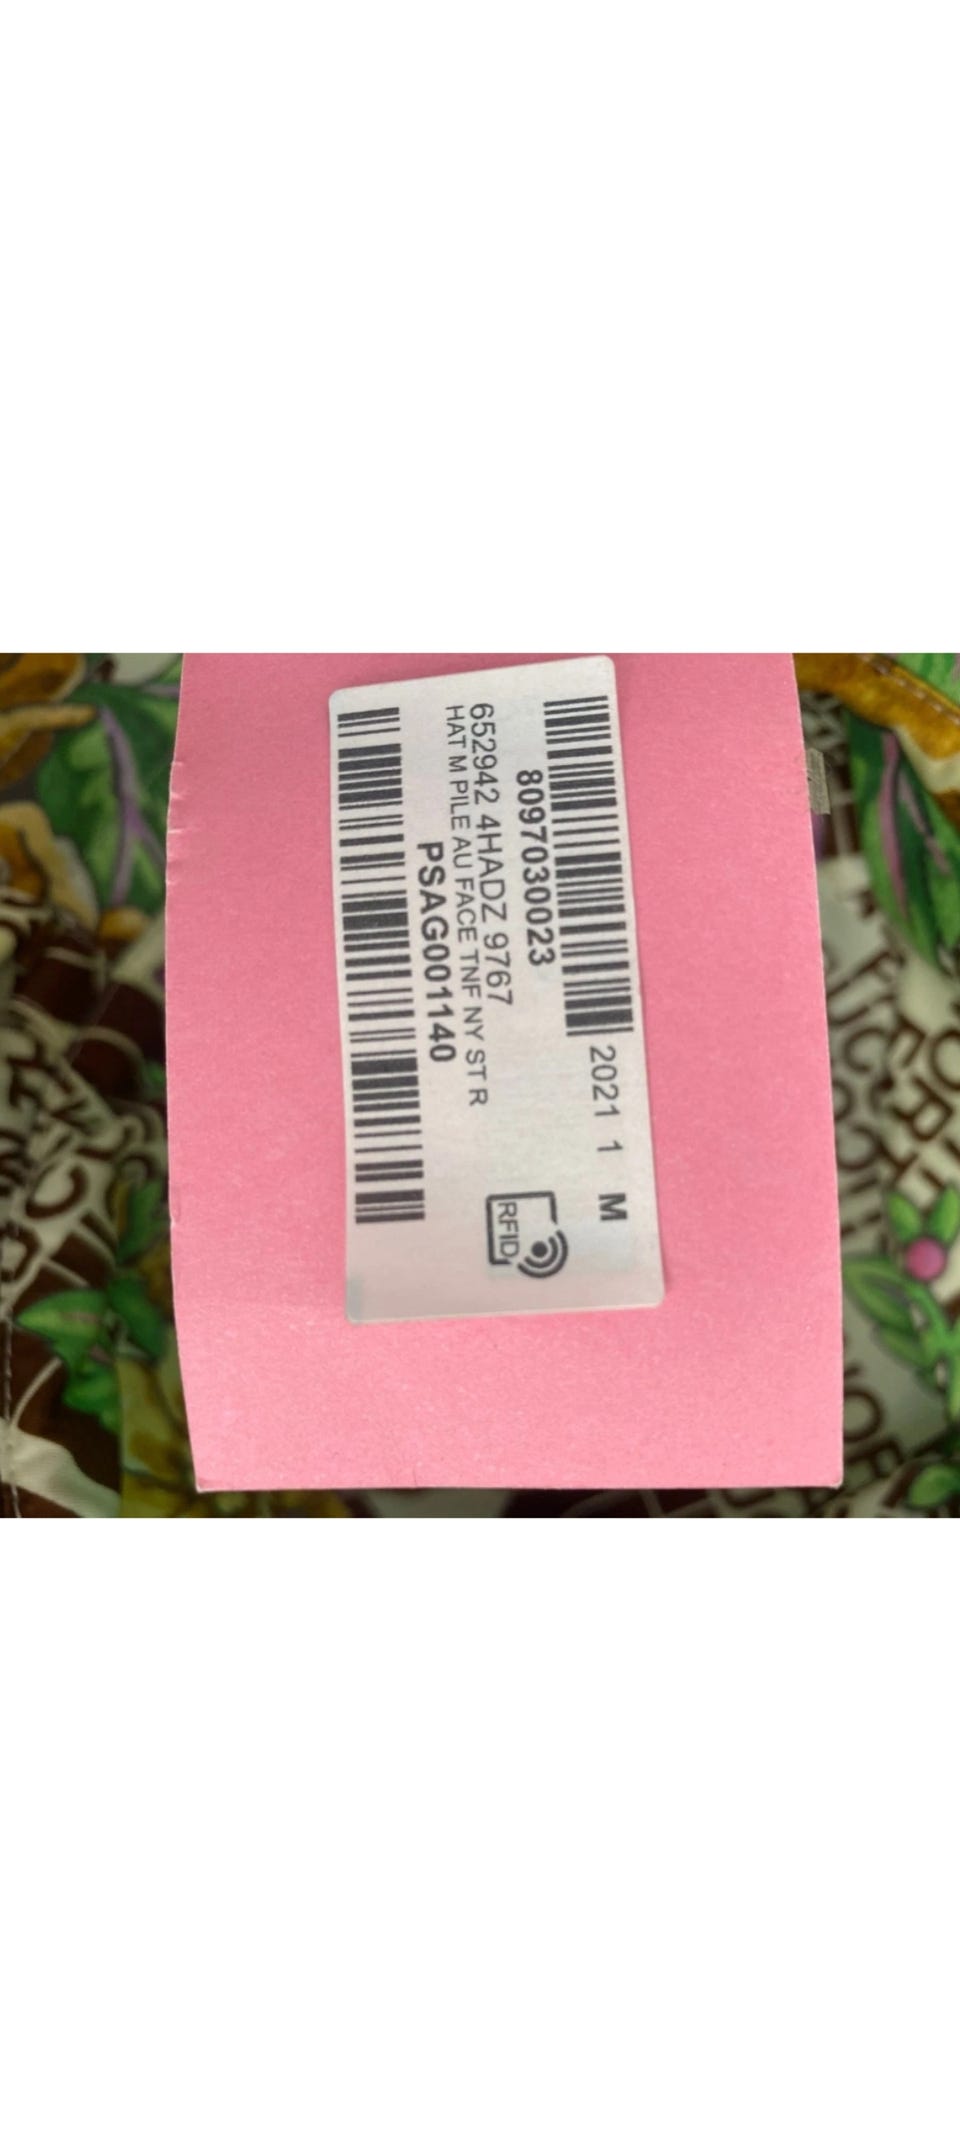 2021 1 M
8097030023
652942 4HADZ 9767
HAT M PILE AU FACE TNF NY ST R
PSAG001140
RFID